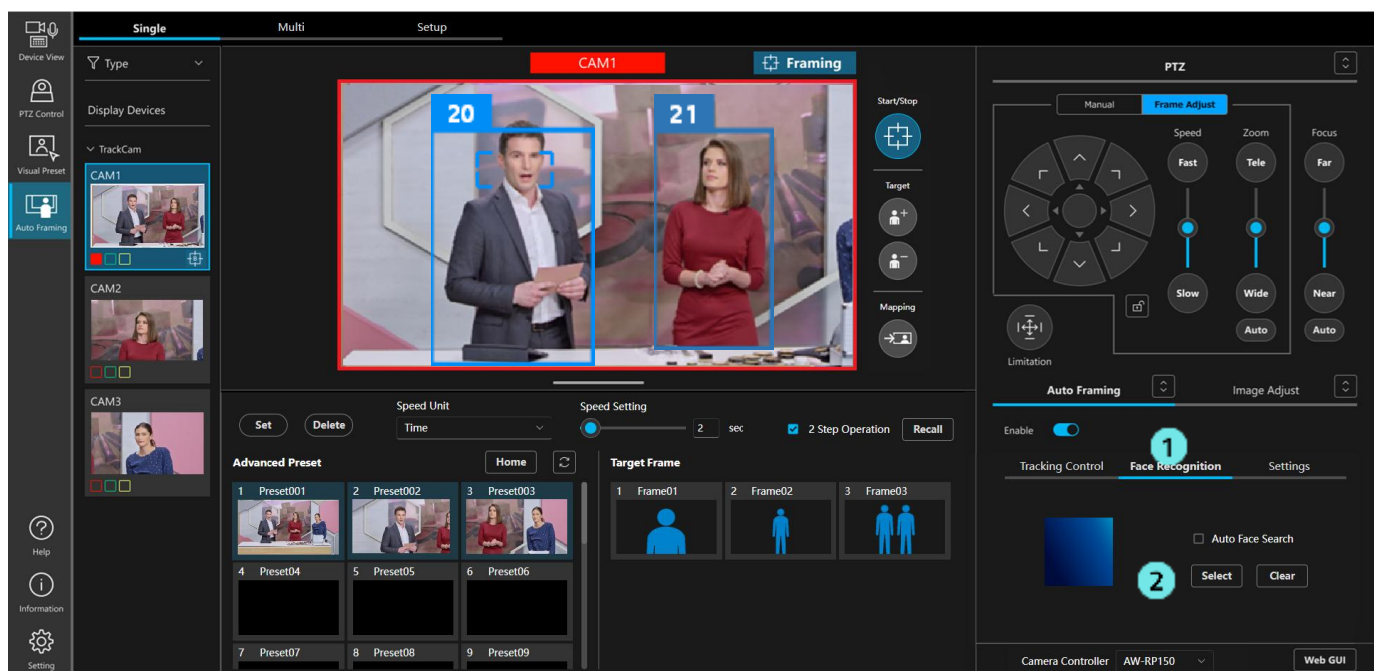 Single
Multi
Setup
Device View
PTZ Control
Visual Preset
Auto Framing
Help
Information
Setting
Type
Display Devices
TrackCam
CAM1
CAM2
CAM3
CAM1
Framing
20
21
Start/Stop
Target
Mapping
Set
Delete
Speed Unit
Time
Speed Setting
2 sec
2 Step Operation
Recall
Advanced Preset
Home
1 Preset001
2 Preset002
3 Preset003
4 Preset04
5 Preset05
6 Preset06
7 Preset07
8 Preset08
9 Preset09
Target Frame
1 Frame01
2 Frame02
3 Frame03
PTZ
Manual
Frame Adjust
Speed
Zoom
Focus
Fast
Tele
Far
Slow
Wide
Near
Auto
Auto
Limitation
Auto Framing
Image Adjust
Enable
1
Tracking Control
Face Recognition
Settings
Auto Face Search
2
Select
Clear
Camera Controller
AW-RP150
Web GUI